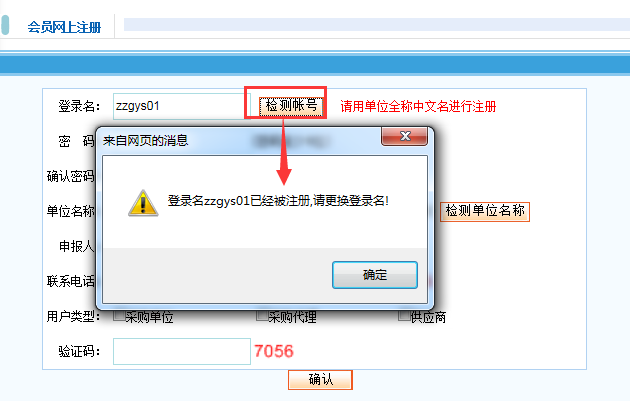 会员网上注册
登录名: zzgys01 检测帐号 请用单位全称中文名进行注册
密 码
来自网页的消息
确认密码
登录名zzgys01已经被注册,请更换登录名!
单位名称 检测单位名称
申报人
确定
联系电话
用户类型: 采购单位 采购代理 供应商
验证码: 7056
确认